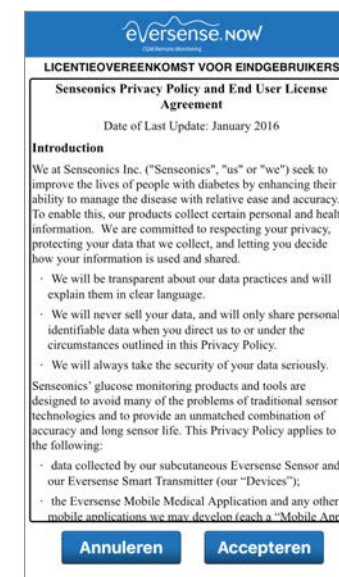 eversense. NOW
CGM Remote Monitoring
LICENTIEOVEREENKOMST VOOR EINDGEBRUIKERS
Senseonics Privacy Policy and End User License
Agreement
Date of Last Update: January 2016
Introduction
We at Senseonics Inc. ("Senseonics", "us" or "we") seek to
improve the lives of people with diabetes by enhancing their
ability to manage the disease with relative ease and accuracy.
To enable this, our products collect certain personal and healt
information. We are committed to respecting your privacy,
protecting your data that we collect, and letting you decide
how your information is used and shared.
· We will be transparent about our data practices and will
explain them in clear language.
· We will never sell your data, and will only share personal
identifiable data when you direct us to or under the
circumstances outlined in this Privacy Policy.
· We will always take the security of your data seriously.
Senseonics' glucose monitoring products and tools are
designed to avoid many of the problems of traditional sensor
technologies and to provide an unmatched combination of
accuracy and long sensor life. This Privacy Policy applies to
the following:
· data collected by our subcutaneous Eversense Sensor and
our Eversense Smart Transmitter (our "Devices");
· the Eversense Mobile Medical Application and any other
mobile applications we may develop (each a "Mobile App
Annuleren Accepteren